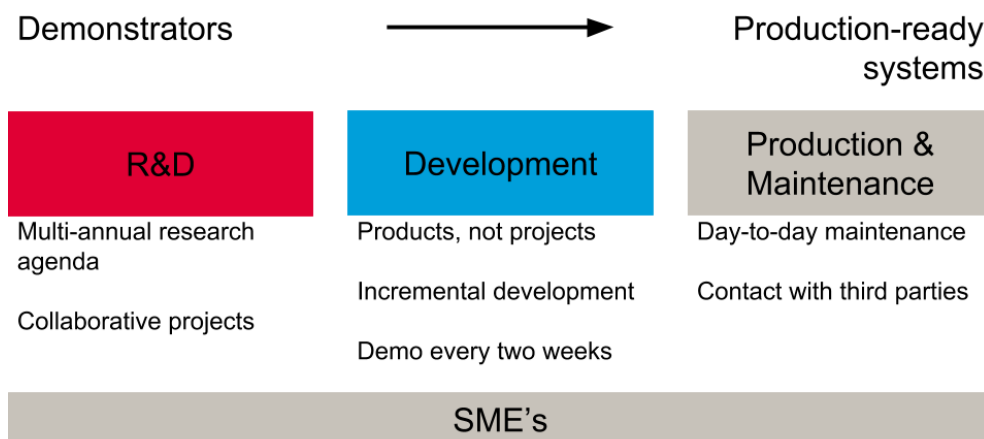 Demonstrators
Production-ready
systems
R&D
Development
Production &
Maintenance
Multi-annual research
agenda
Collaborative projects
Products, not projects
Incremental development
Demo every two weeks
Day-to-day maintenance
Contact with third parties
SME’s